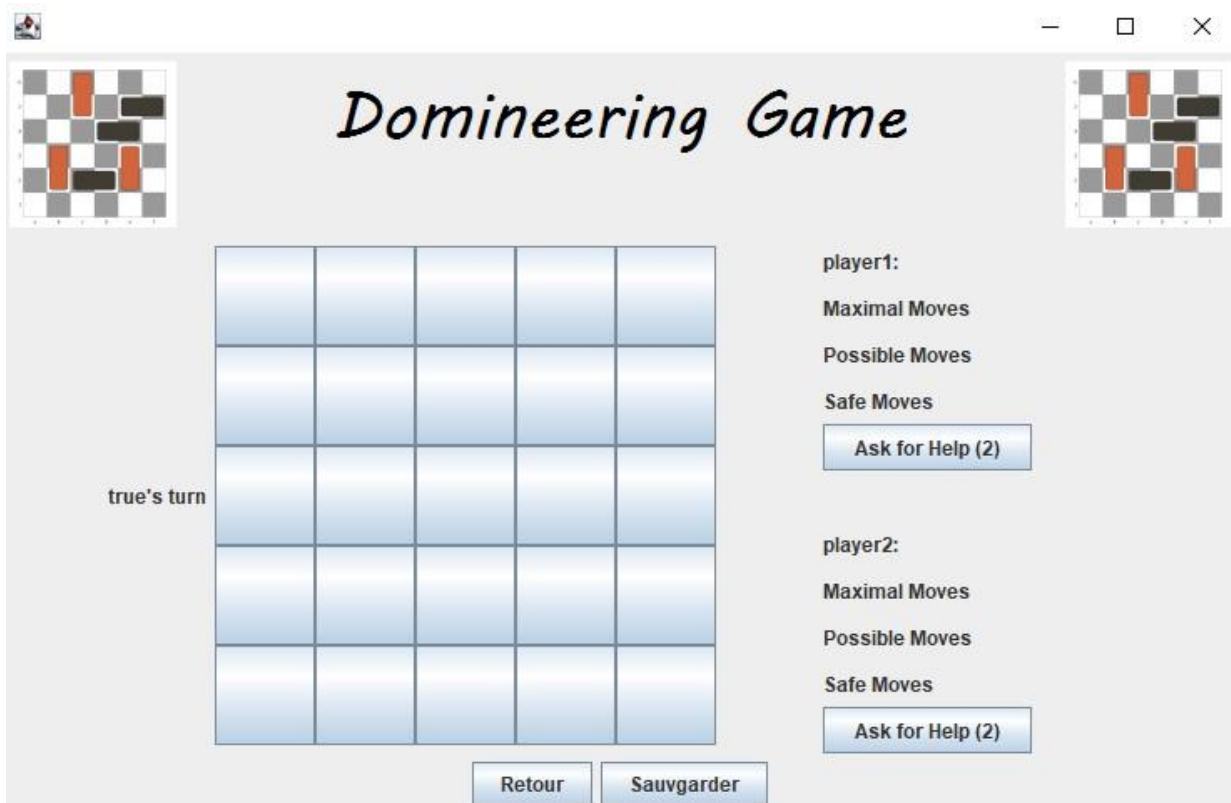 Domineering Game
player1:
Maximal Moves
Possible Moves
Safe Moves
Ask for Help (2)
true's turn
player2:
Maximal Moves
Possible Moves
Safe Moves
Ask for Help (2)
Retour
Sauvgarder